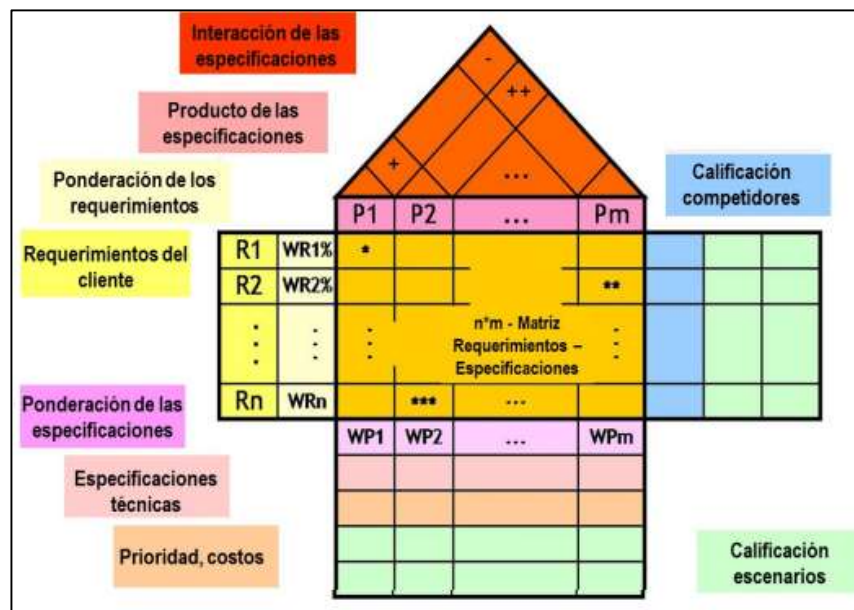 Interacción de las
especificaciones
-
++
Producto de las
especificaciones
+
...
Ponderación de los
requerimientos
Calificación
competidores
P1 P2 ... Pm
Requerimientos del
cliente
R1 WR1% *
R2 WR2% **
n*m - Matriz
Requerimientos –
Especificaciones
Rn WRn *** ...
Ponderación de las
especificaciones
WP1 WP2 ... WPm
Especificaciones
técnicas
Prioridad, costos
Calificación
escenarios